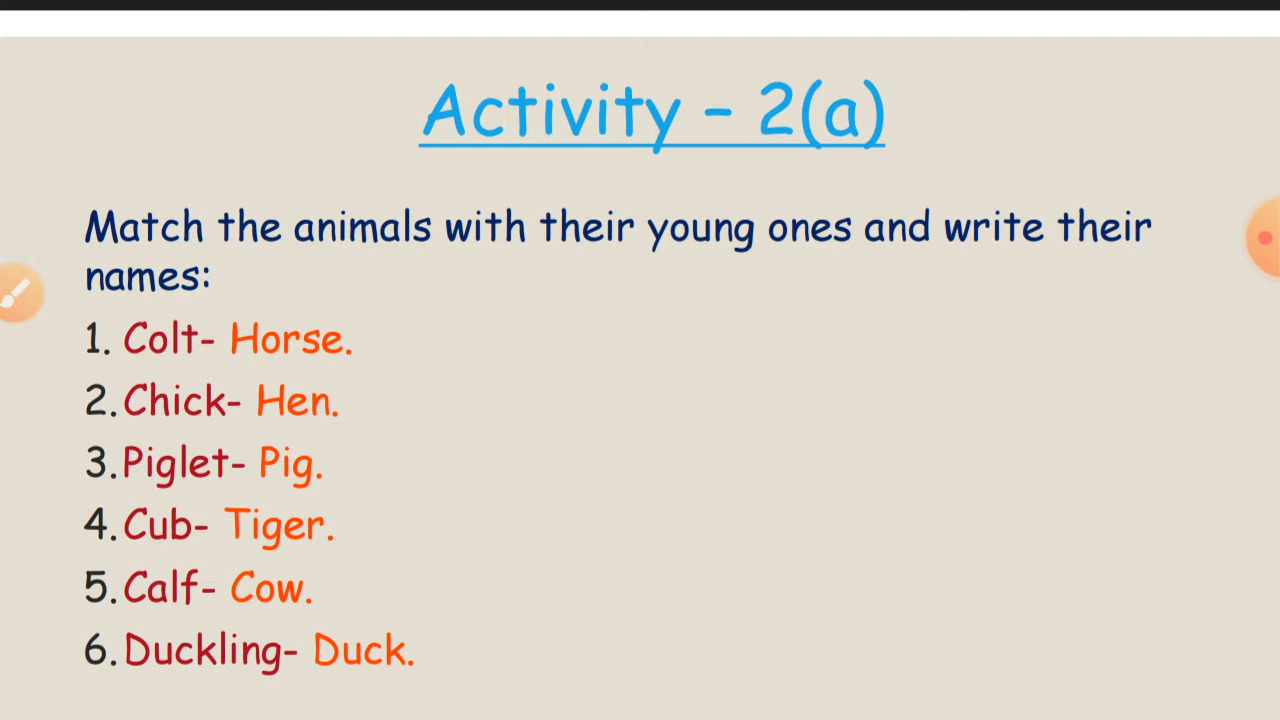 Activity - 2(a)
Match the animals with their young ones and write their
names:
1. Colt- Horse.
2. Chick- Hen.
3. Piglet- Pig.
4. Cub- Tiger.
5. Calf- Cow.
6. Duckling- Duck.